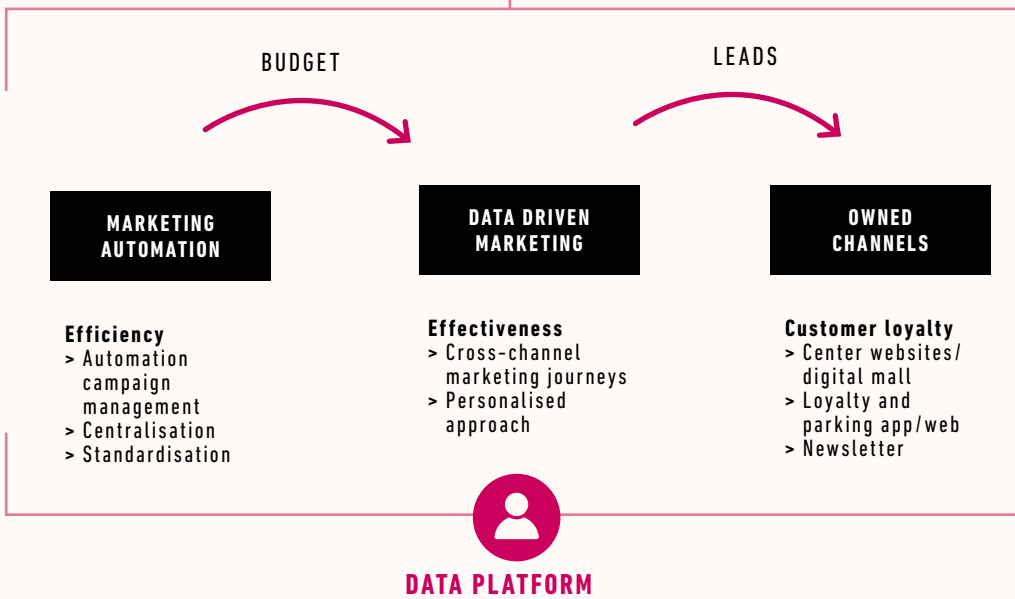 BUDGET
LEADS
MARKETING
AUTOMATION
DATA DRIVEN
MARKETING
OWNED
CHANNELS
Efficiency
> Automation
campaign
management
> Centralisation
> Standardisation
Effectiveness
> Cross-channel
marketing journeys
> Personalised
approach
Customer loyalty
> Center websites/
digital mall
> Loyalty and
parking app/web
> Newsletter
DATA PLATFORM